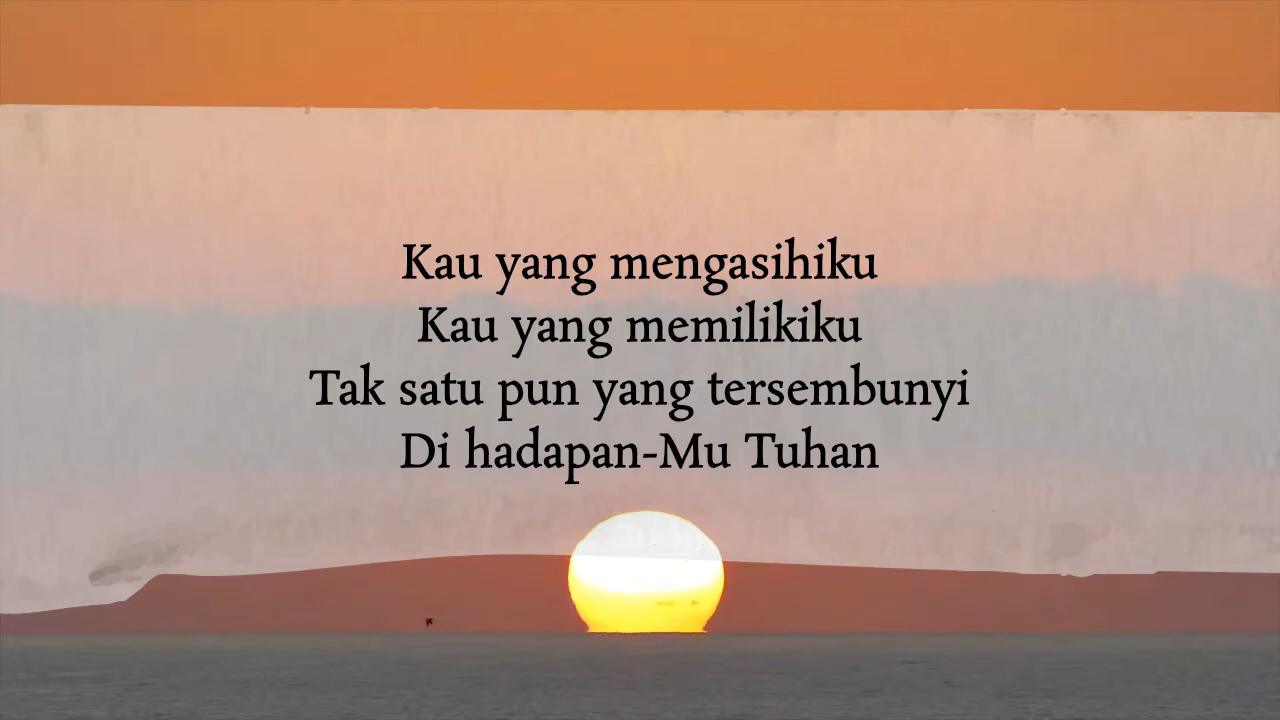 Kau yang mengasihiku
Kau yang memilikiku
Tak satu pun yang tersembunyi
Di hadapan-Mu Tuhan